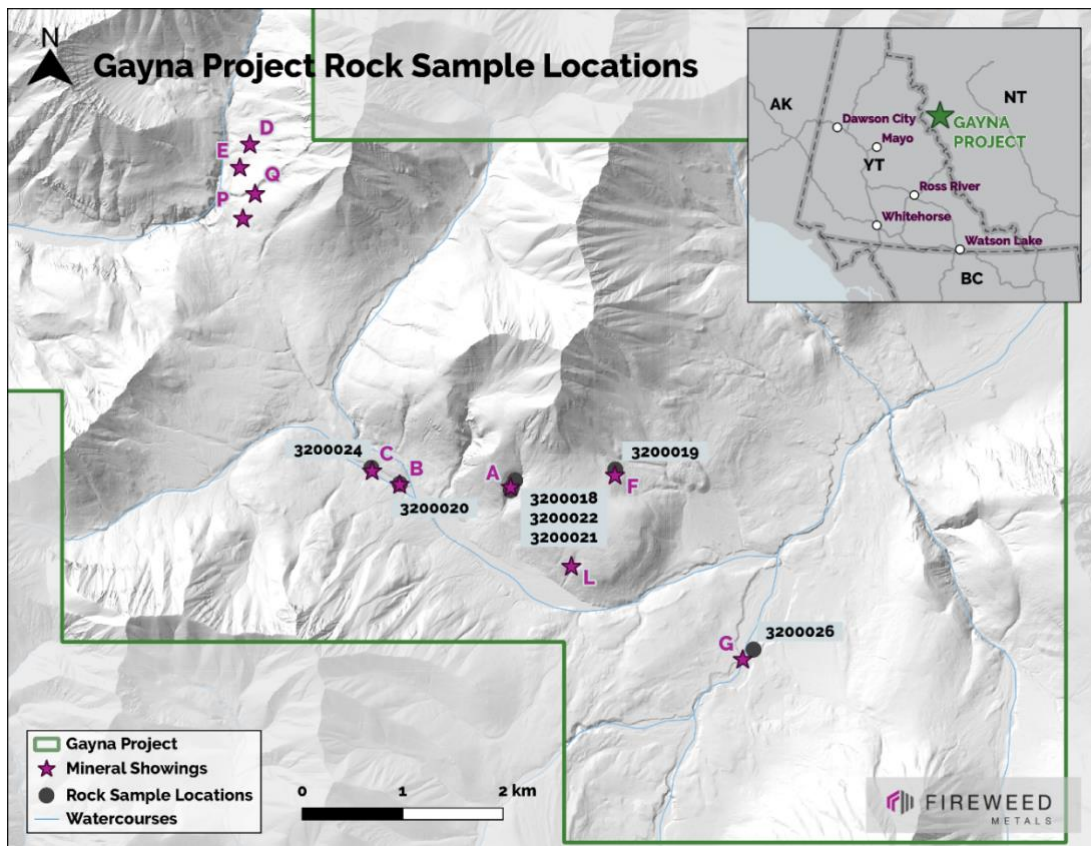 N
Gayna Project Rock Sample Locations
AK
NT
Dawson City
GAYNA
PROJECT
Mayo
YT
Ross River
Whitehorse
Watson Lake
BC
D
E
Q
P
3200024
C
B
3200020
A
3200018
3200022
3200021
3200019
F
L
3200026
G
Gayna Project
Mineral Showings
Rock Sample Locations
Watercourses
0 1 2 km
FIREWEED
METALS